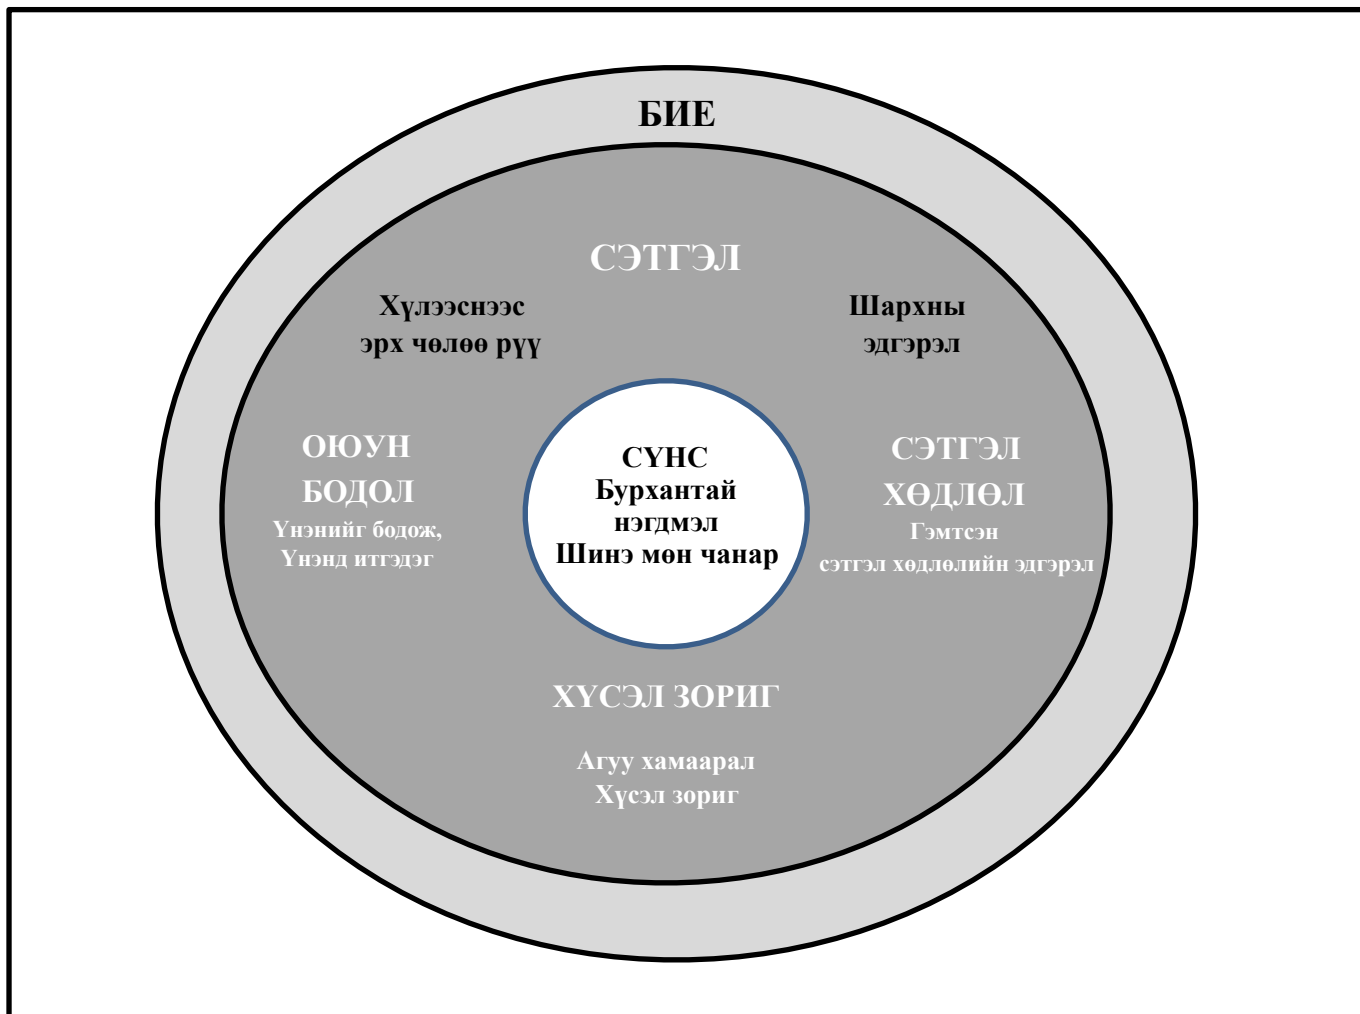 БИЕ
СЭТГЭЛ
Хүлээснээс
эрх чөлөө рүү
Шархны
эдгэрэл
ОЮУН
БОДОЛ
Үнэнийг бодож,
Үнэнд итгэдэг
СҮНС
Бурхантай
нэгдмэл
Шинэ мөн чанар
СЭТГЭЛ
ХӨДЛӨЛ
Гэмтсэн
сэтгэл хөдлөлийн эдгэрэл
ХҮСЭЛ ЗОРИГ
Агуу хамаарал
Хүсэл зориг